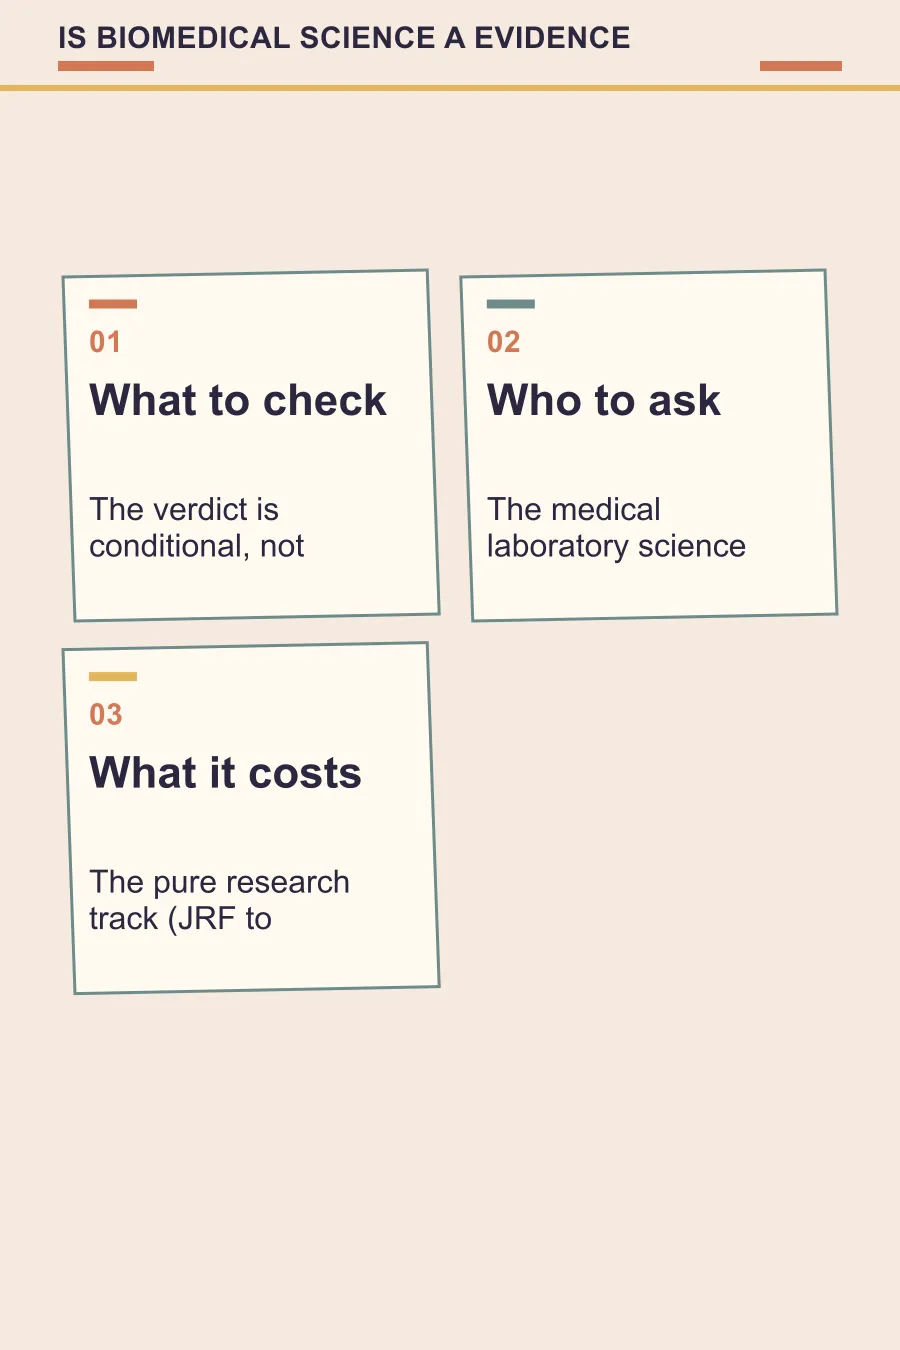 IS BIOMEDICAL SCIENCE A EVIDENCE
01
What to check
The verdict is
conditional, not
02
Who to ask
The medical
laboratory science
03
What it costs
The pure research
track (JRF to